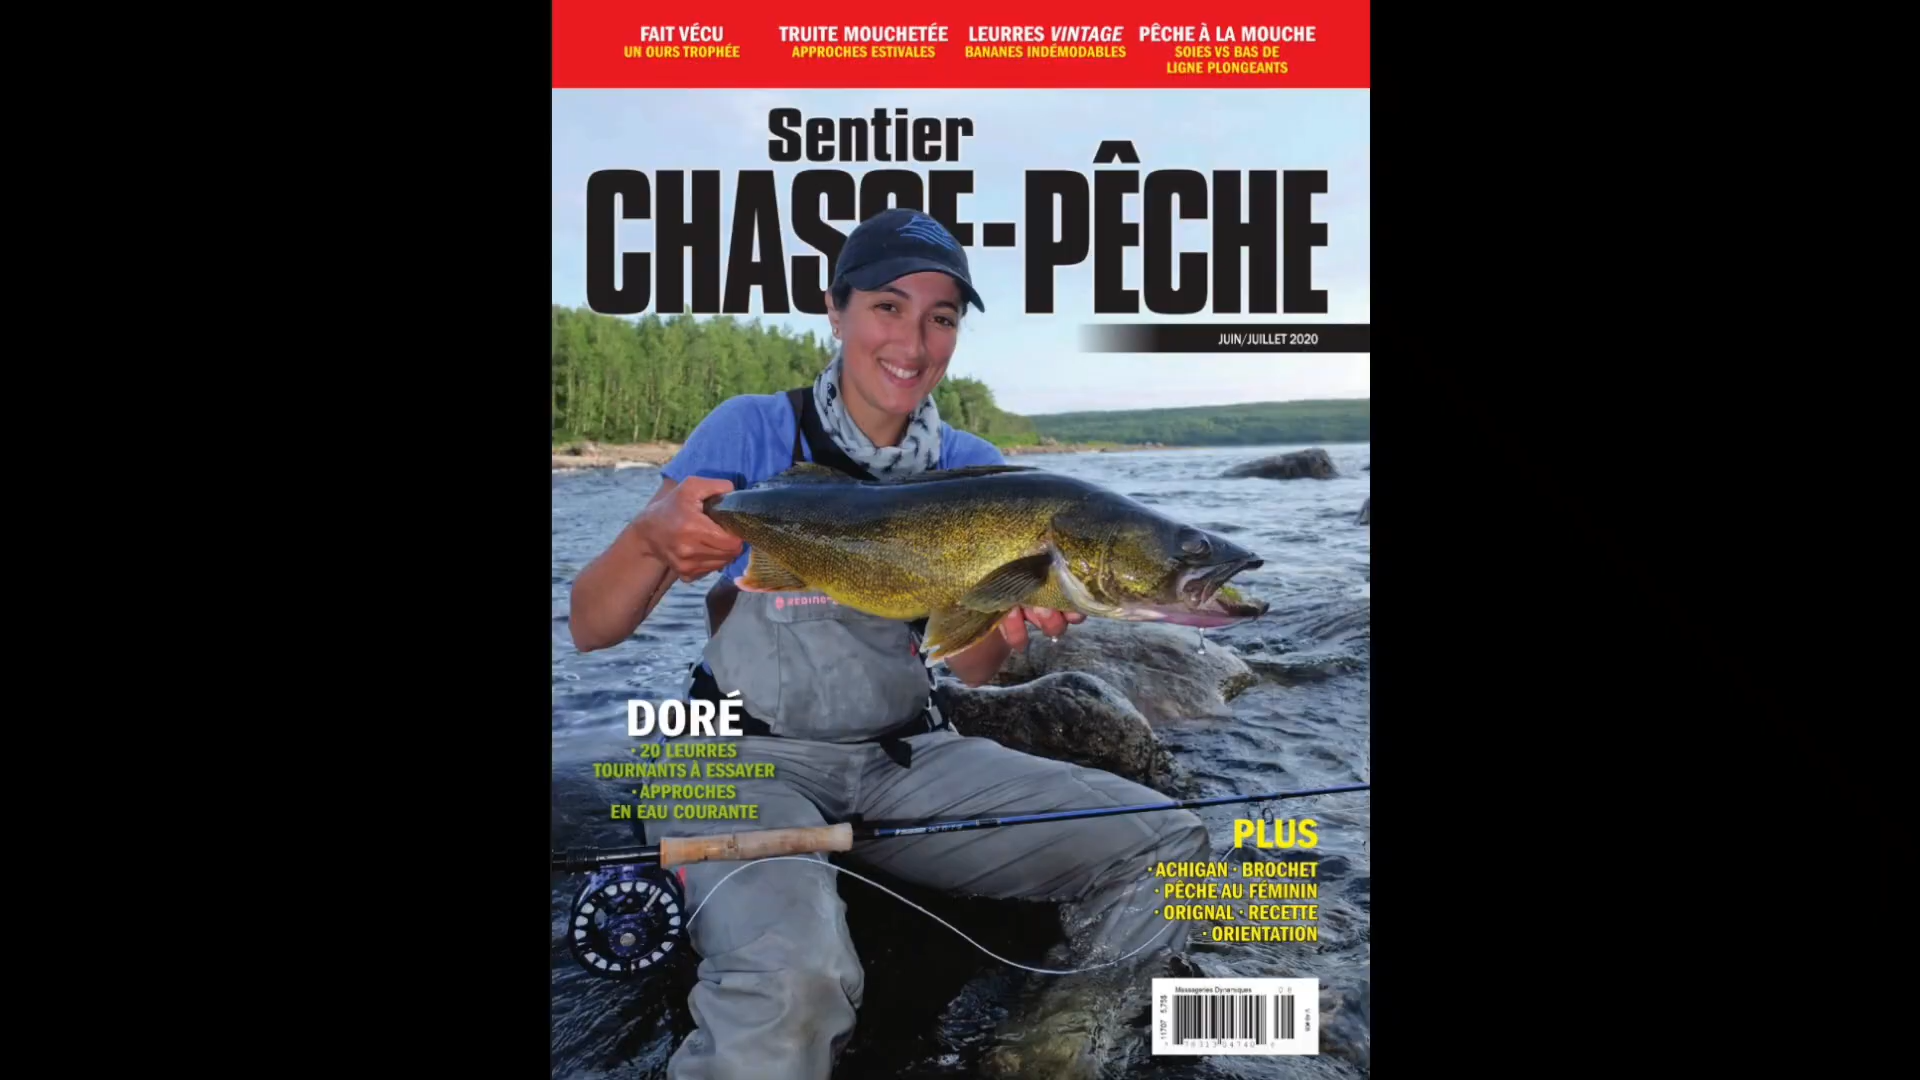 FAIT VÉCU
UN OURS TROPHÉE
TRUITE MOUCHETÉE
APPROCHES ESTIVALES
LEURRES VINTAGE
BANANES INDÉMODABLES
PÊCHE À LA MOUCHE
SOIES VS BAS DE
LIGNE PLONGEANTS
Sentier
CHASSE-PÊCHE
JUIN/JUILLET 2020
DORÉ
· 20 LEURRES
TOURNANTS À ESSAYER
· APPROCHES
EN EAU COURANTE
PLUS
· ACHIGAN · BROCHET
· PÊCHE AU FÉMININ
· ORIGNAL · RECETTE
· ORIENTATION
Messageries Dynamiques